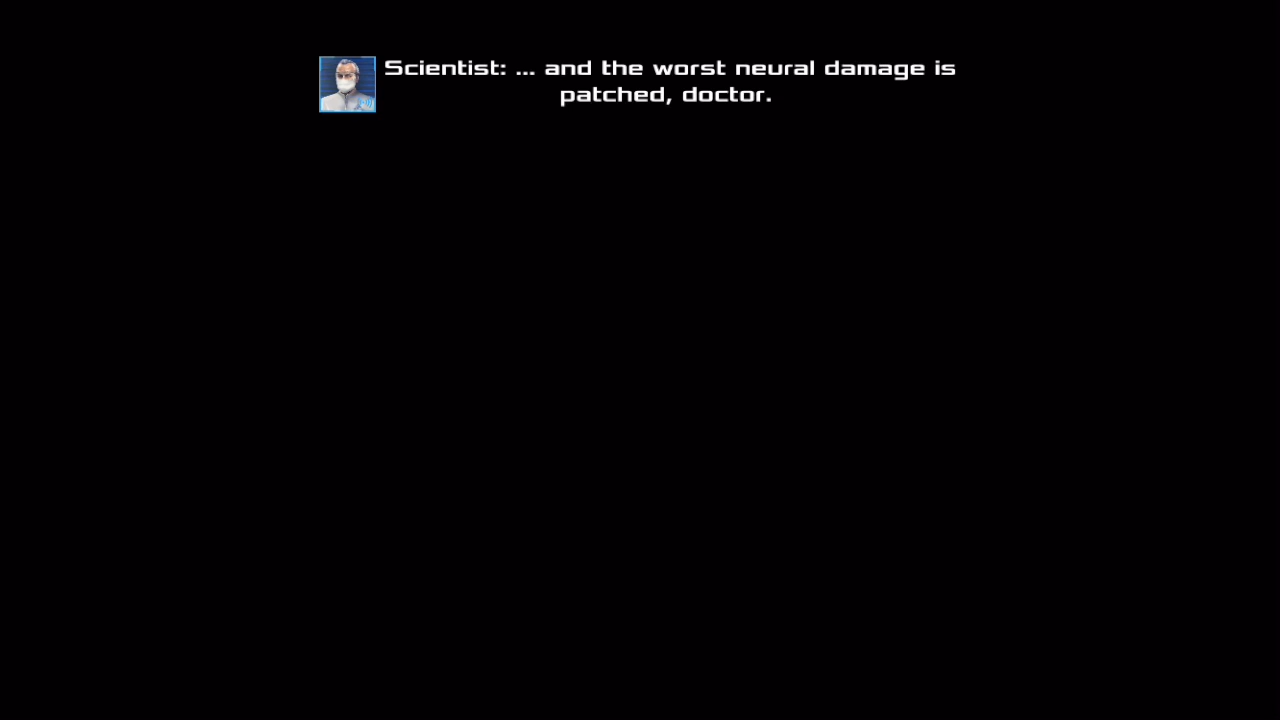 Scientist: ... and the worst neural damage is
patched, doctor.